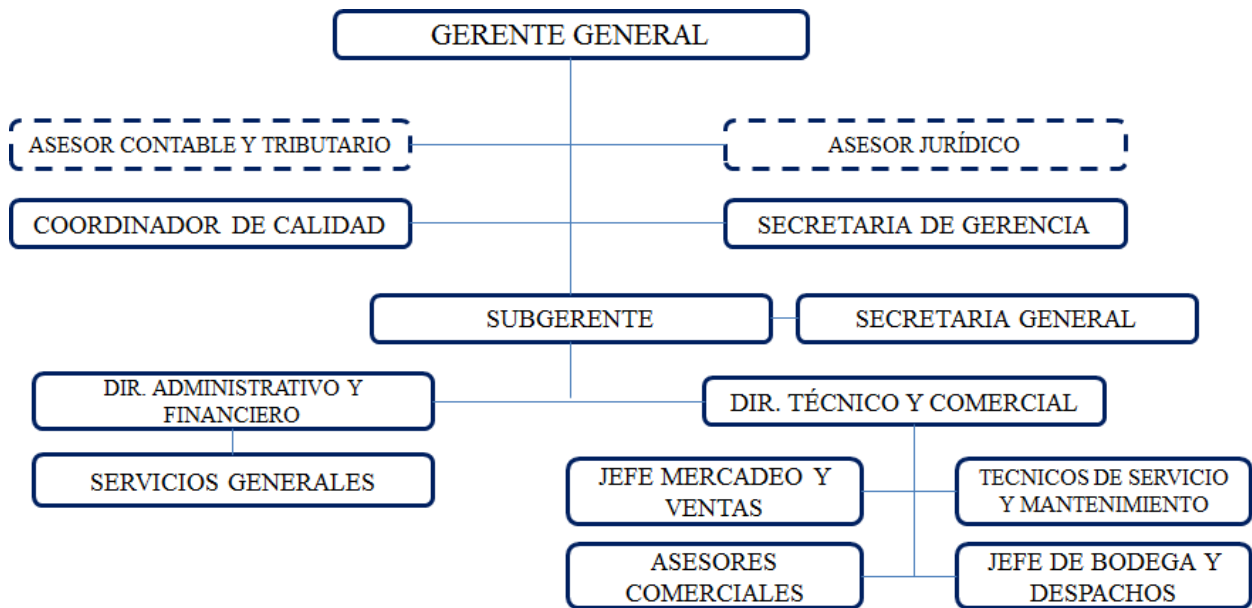 GERENTE GENERAL
ASESOR CONTABLE Y TRIBUTARIO
ASESOR JURÍDICO
COORDINADOR DE CALIDAD
SECRETARIA DE GERENCIA
SUBGERENTE
SECRETARIA GENERAL
DIR. ADMINISTRATIVO Y
FINANCIERO
DIR. TÉCNICO Y COMERCIAL
SERVICIOS GENERALES
JEFE MERCADEO Y
VENTAS
TECNICOS DE SERVICIO
Y MANTENIMIENTO
ASESORES
COMERCIALES
JEFE DE BODEGA Y
DESPACHOS